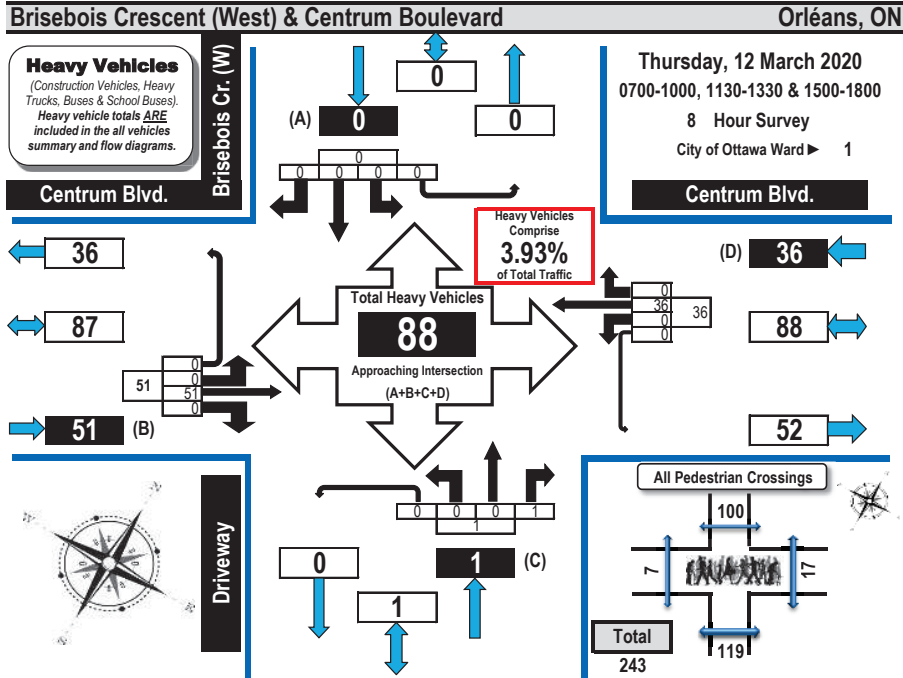 Brisebois Crescent (West) & Centrum Boulevard
Orléans, ON
Heavy Vehicles
(Construction Vehicles, Heavy
Trucks, Buses & School Buses).
Heavy vehicle totals ARE
included in the all vehicles
summary and flow diagrams.
Brisebois Cr. (W)
Centrum Blvd.
0
(A) 0
0
0
0 0 0 0
Thursday, 12 March 2020
0700-1000, 1130-1330 & 1500-1800
8 Hour Survey
City of Ottawa Ward ► 1
Centrum Blvd.
Heavy Vehicles
Comprise
3.93%
of Total Traffic
36
87
51
0
0
51
0
51 (B)
Total Heavy Vehicles
88
Approaching Intersection
(A+B+C+D)
(D) 36
0
36
0
0
36
88
52
Driveway
0 0 0 1
1
0
1 (C)
1
All Pedestrian Crossings
100
7
17
119
Total
243